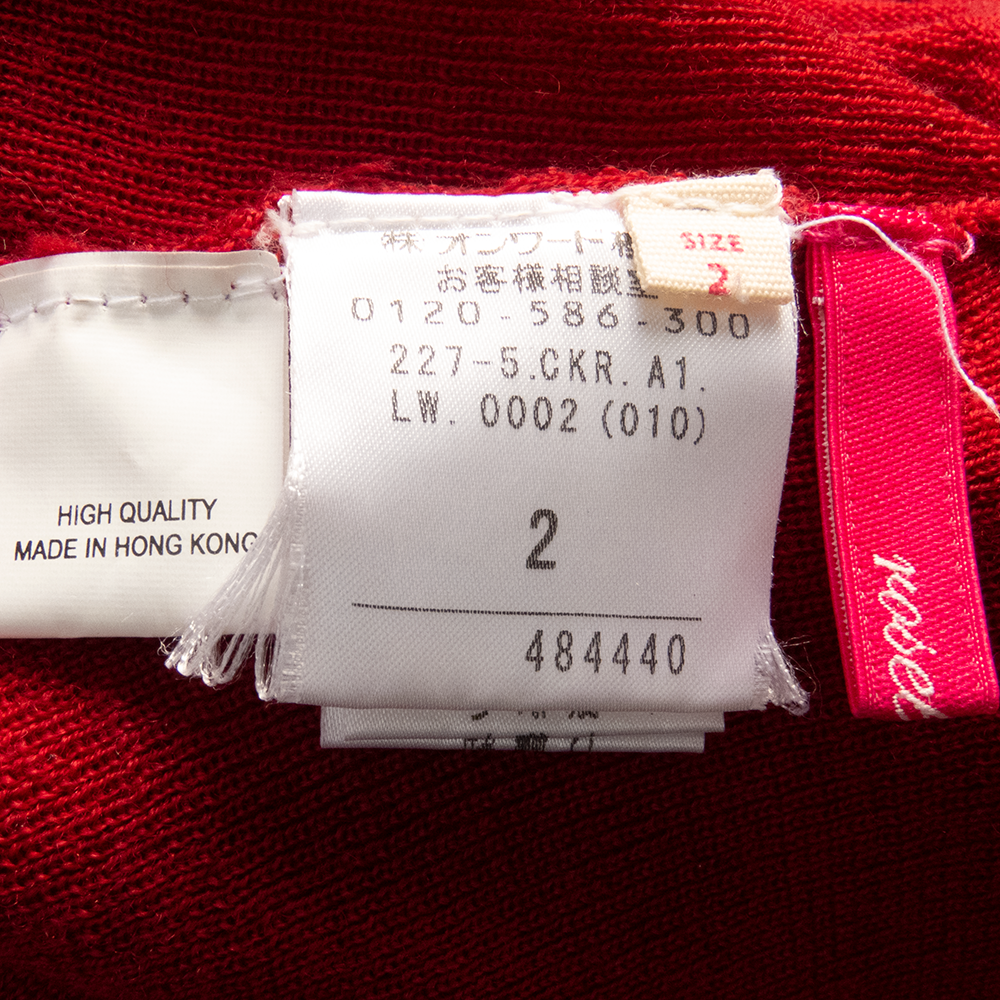 HIGH QUALITY
MADE IN HONG KONG
株 オンワード樫
お客様相談室
0120-586-300
227-5.CKR. A1.
LW. 0002 (010)
2
484440
SIZE
2